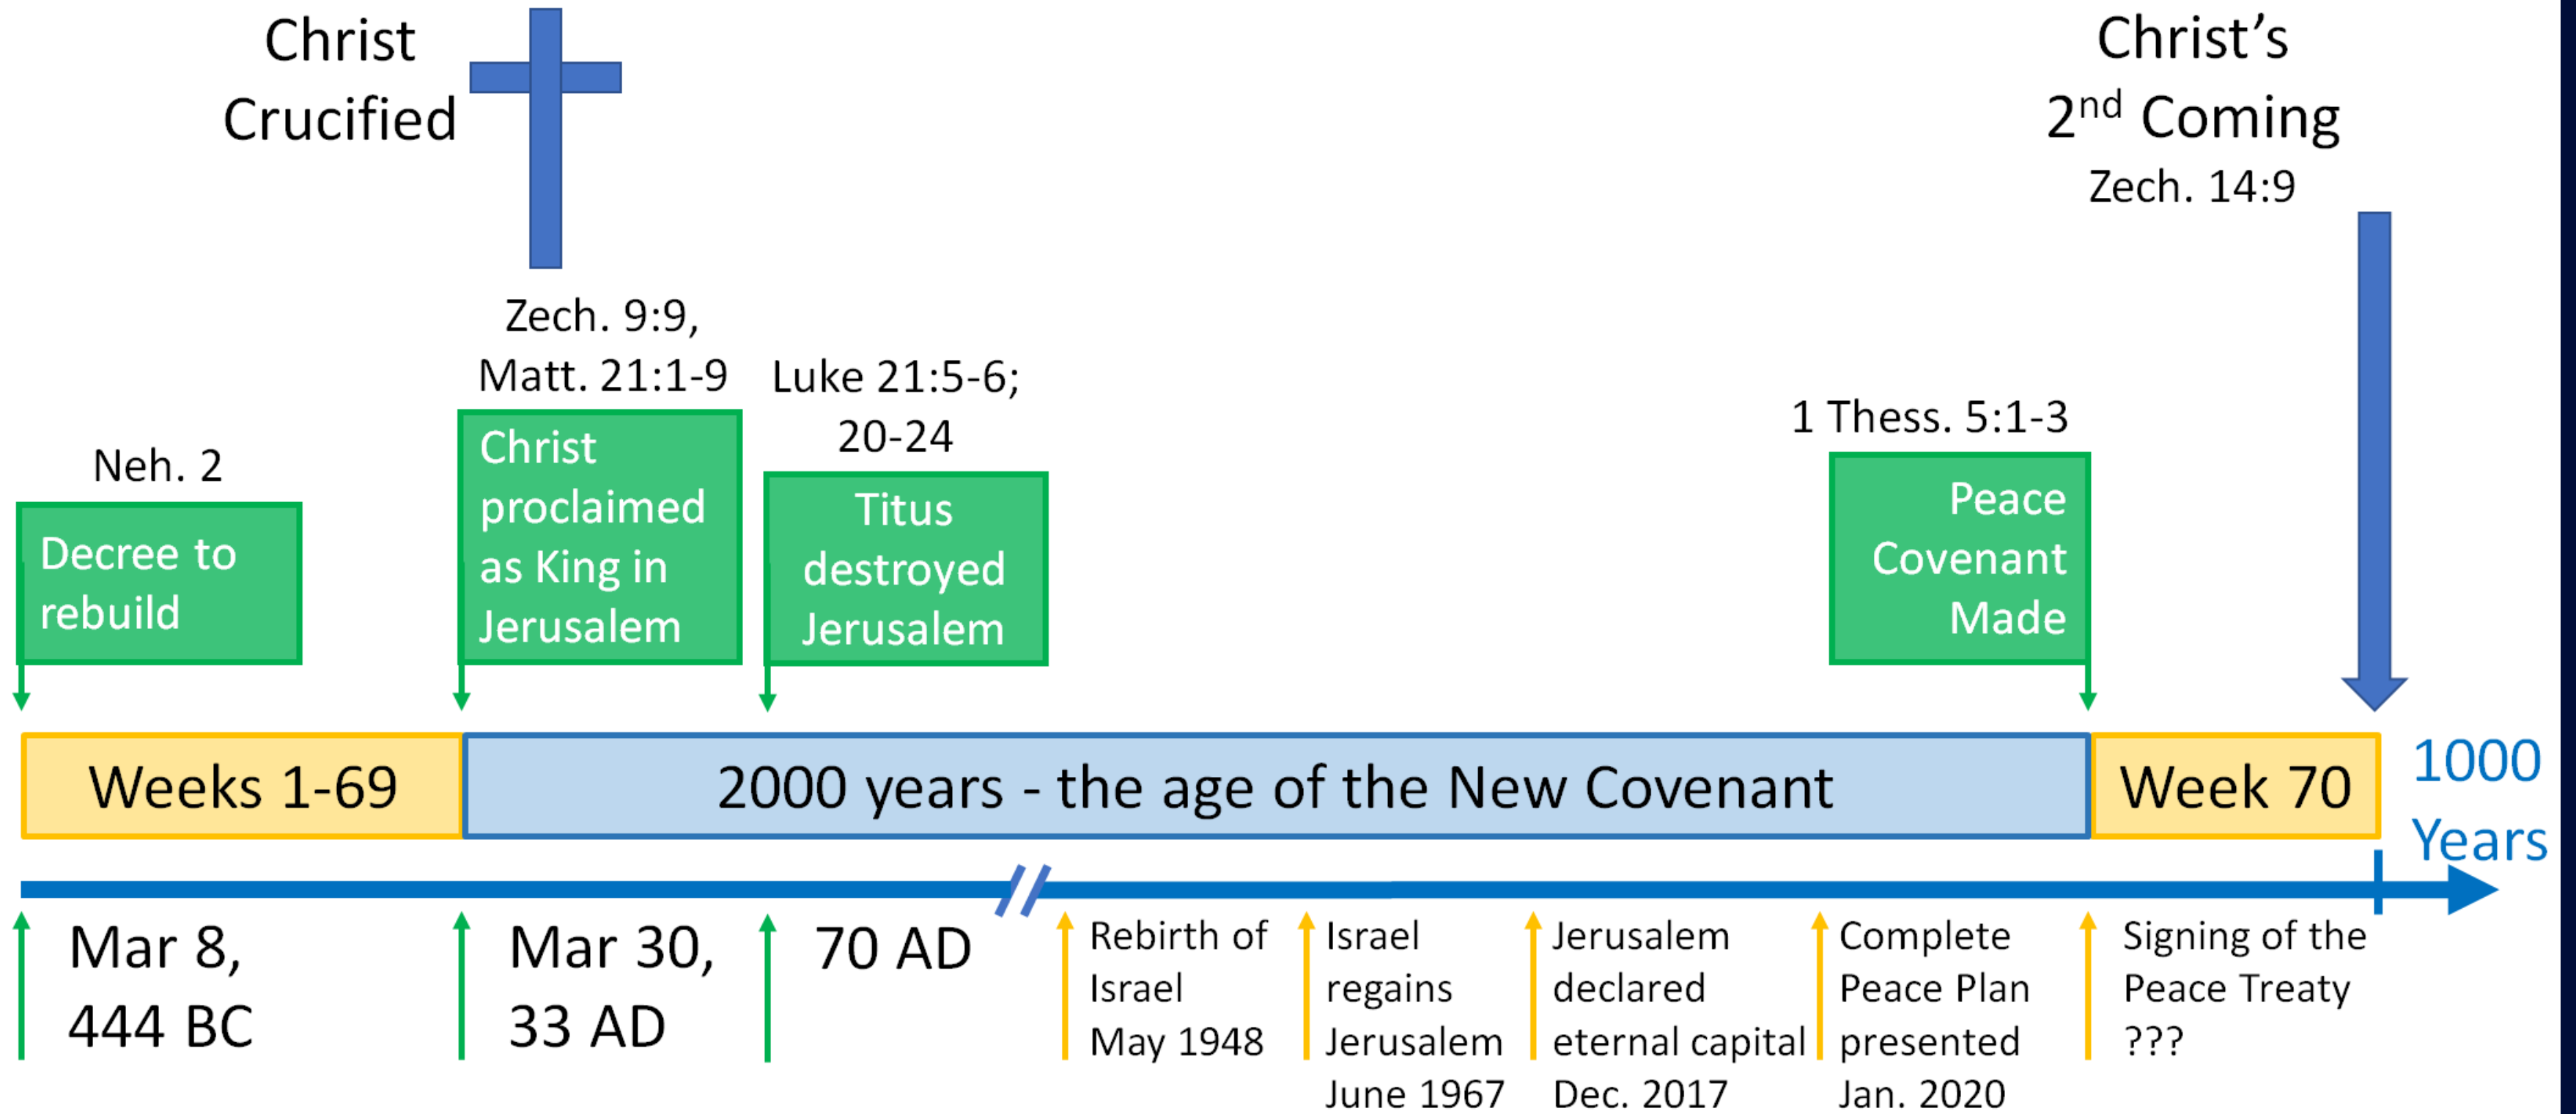 Christ
Crucified
Christ’s
2nd Coming
Zech. 14:9
Zech. 9:9,
Matt. 21:1-9
Luke 21:5-6;
20-24
1 Thess. 5:1-3
Neh. 2
Decree to
rebuild
Christ
proclaimed
as King in
Jerusalem
Titus
destroyed
Jerusalem
Peace
Covenant
Made
Weeks 1-69
2000 years - the age of the New Covenant
Week 70
1000
Years
Mar 8,
444 BC
Mar 30,
33 AD
70 AD
Rebirth of
Israel
May 1948
Israel
regains
Jerusalem
June 1967
Jerusalem
declared
eternal capital
Dec. 2017
Complete
Peace Plan
presented
Jan. 2020
Signing of the
Peace Treaty
???